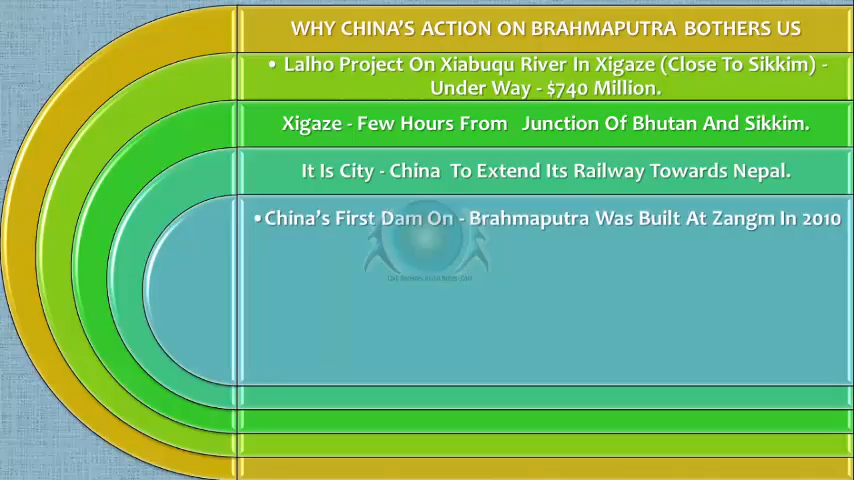 WHY CHINA'S ACTION ON BRAHMAPUTRA BOTHERS US
• Lalho Project On Xiabuqu River In Xigaze (Close To Sikkim) -
Under Way - $740 Million.
Xigaze - Few Hours From Junction Of Bhutan And Sikkim.
It Is City - China To Extend Its Railway Towards Nepal.
•China's First Dam On - Brahmaputra Was Built At Zangm In 2010